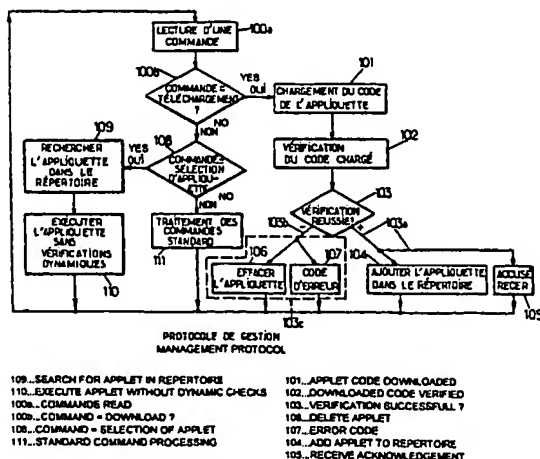 LECTURE D'UNE
COMMANDE
100a
100b
COMMANDE =
TÉLÉCHARGEMENT
?
YES
OUI
NO
NON
101
CHARGEMENT DU CODE
DE L'APPLIQUETTE
102
VÉRIFICATION
DU CODE CHARGÉ
103
VÉRIFICATION
REUSSIE?
103b
-
+
103a
109
RECHERCHER
L'APPLIQUETTE
DANS LE
RÉPERTOIRE
YES
OUI
108
COMMANDE=
SÉLECTION
D'APPLIQU-
ETTE
NO
NON
EXÉCUTER
L'APPLIQUETTE
SANS
VÉRIFICATIONS
DYNAMIQUES
110
TRAITEMENT DES
COMMANDES
STANDARD
111
106
EFFACER
L'APPLIQUETTE
107
CODE
D'ERREUR
103c
104
AJOUTER L'APPLIQUETTE
DANS LE RÉPERTOIRE
ACCUSÉ
RECER
105
PROTOCOLE DE GESTION
MANAGEMENT PROTOCOL
109...SEARCH FOR APPLET IN REPERTOIRE
110...EXECUTE APPLET WITHOUT DYNAMIC CHECKS
100a...COMMANDE READ
100b...COMMAND = DOWNLOAD ?
108...COMMAND = SELECTION OF APPLET
111...STANDARD COMMAND PROCESSING
101...APPLET CODE DOWNLOADED
102...DOWNLOADED CODE VERIFIED
103...VERIFICATION SUCCESSFULL ?
106...DELETE APPLET
107...ERROR CODE
104...ADD APPLET TO REPERTOIRE
105...RECEIVE ACKNOWLEDGEMENT